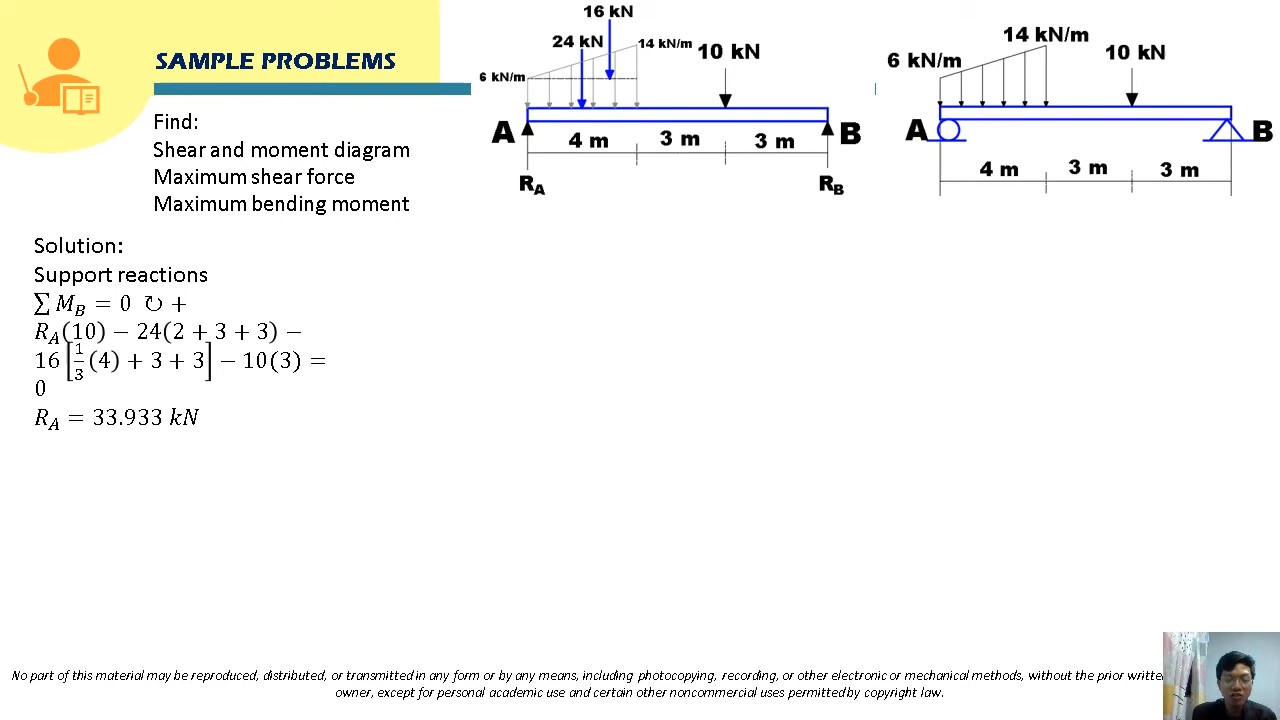 SAMPLE PROBLEMS
Find:
Shear and moment diagram
Maximum shear force
Maximum bending moment
16 kN
24 kN
14 kN/m
10 kN
6 kN/m
A
B
4 m
3 m
3 m
R_A
R_B
14 kN/m
6 kN/m
10 kN
A
B
4 m
3 m
3 m
Solution:
Support reactions
∑ M_B = 0 ↻ +
R_A(10) − 24(2 + 3 + 3) −
16 [1/3 (4) + 3 + 3] − 10(3) =
0
R_A = 33.933 kN
No part of this material may be reproduced, distributed, or transmitted in any form or by any means, including photocopying, recording, or other electronic or mechanical methods, without the prior writte
owner, except for personal academic use and certain other noncommercial uses permitted by copyright law.